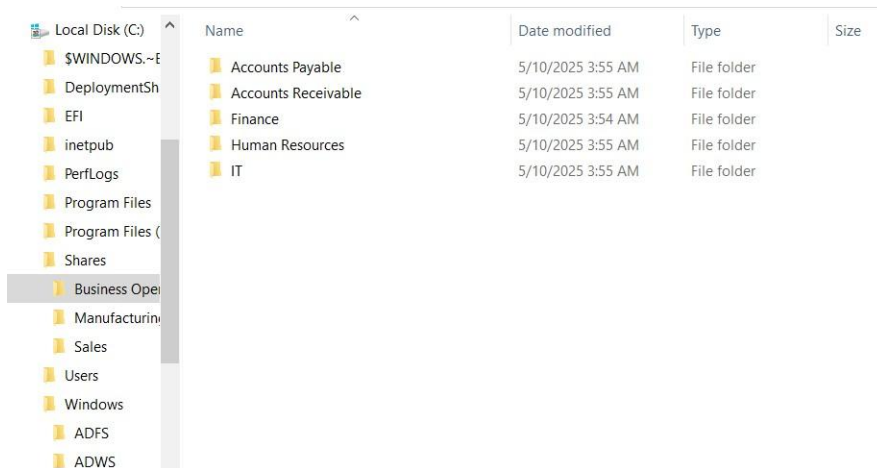 Local Disk (C:)
$WINDOWS.~E
DeploymentSh
EFI
inetpub
PerfLogs
Program Files
Program Files (
Shares
Business Oper
Manufacturin
Sales
Users
Windows
ADFS
ADWS
Name Date modified Type Size
Accounts Payable 5/10/2025 3:55 AM File folder
Accounts Receivable 5/10/2025 3:55 AM File folder
Finance 5/10/2025 3:54 AM File folder
Human Resources 5/10/2025 3:55 AM File folder
IT 5/10/2025 3:55 AM File folder